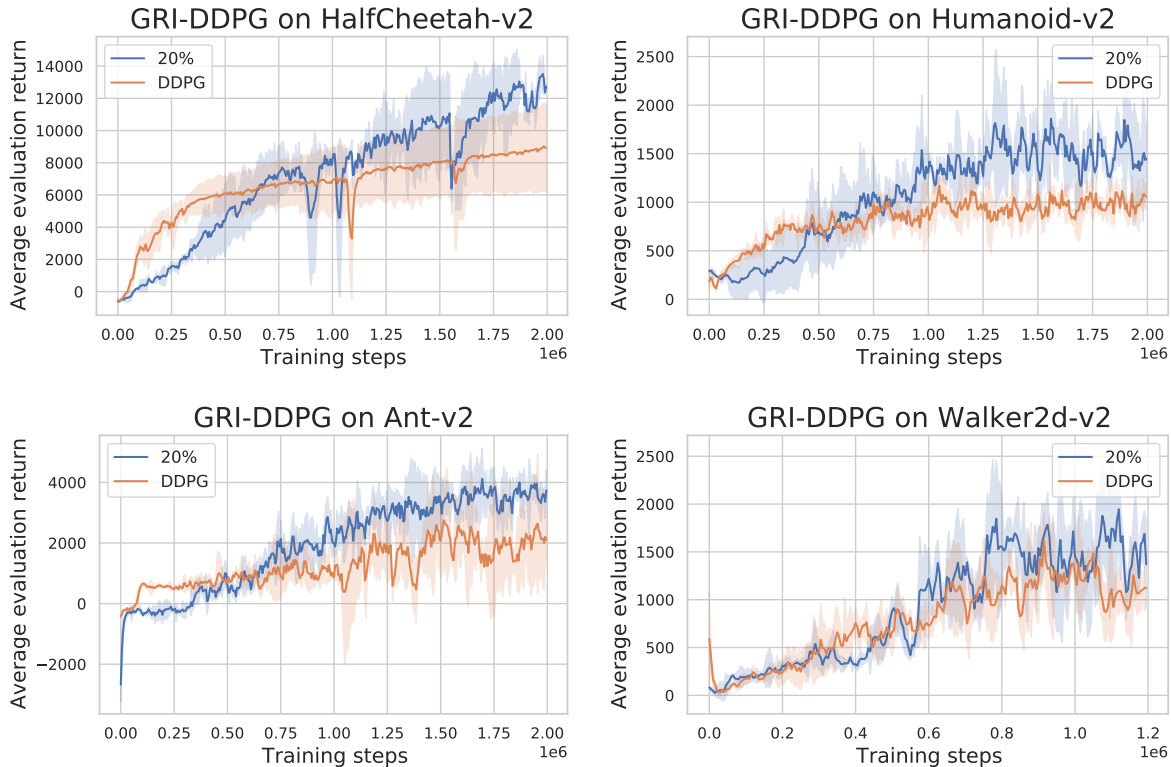 GRI-DDPG on HalfCheetah-v2
Average evaluation return
14000
12000
10000
8000
6000
4000
2000
0
20%
DDPG
0.00 0.25 0.50 0.75 1.00 1.25 1.50 1.75 2.00
1e6
Training steps
GRI-DDPG on Humanoid-v2
Average evaluation return
2500
2000
1500
1000
500
0
20%
DDPG
0.00 0.25 0.50 0.75 1.00 1.25 1.50 1.75 2.00
1e6
Training steps
GRI-DDPG on Ant-v2
Average evaluation return
4000
2000
0
−2000
20%
DDPG
0.00 0.25 0.50 0.75 1.00 1.25 1.50 1.75 2.00
1e6
Training steps
GRI-DDPG on Walker2d-v2
Average evaluation return
2500
2000
1500
1000
500
0
20%
DDPG
0.0 0.2 0.4 0.6 0.8 1.0 1.2
1e6
Training steps